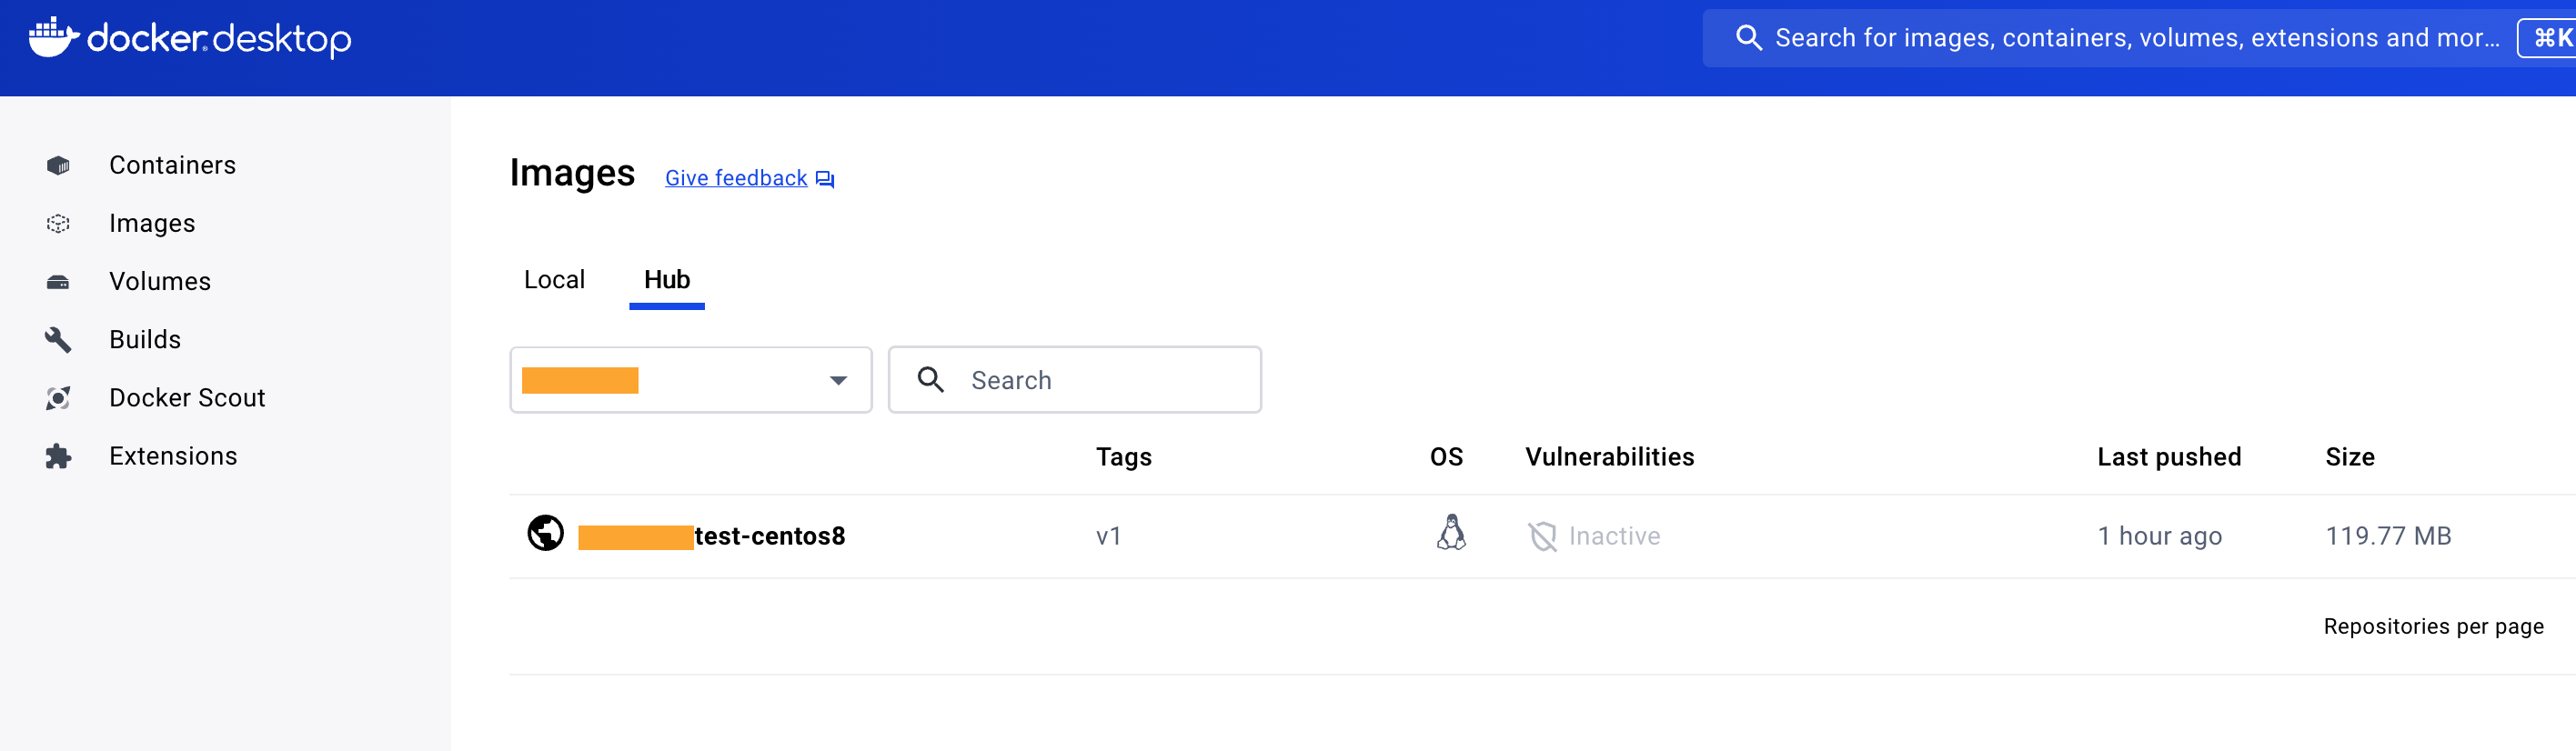 docker desktop
Search for images, containers, volumes, extensions and mor... ⌘K
Containers
Images
Volumes
Builds
Docker Scout
Extensions
Images Give feedback
Local Hub
Search
Tags OS Vulnerabilities Last pushed Size
test-centos8 v1 Inactive 1 hour ago 119.77 MB
Repositories per page